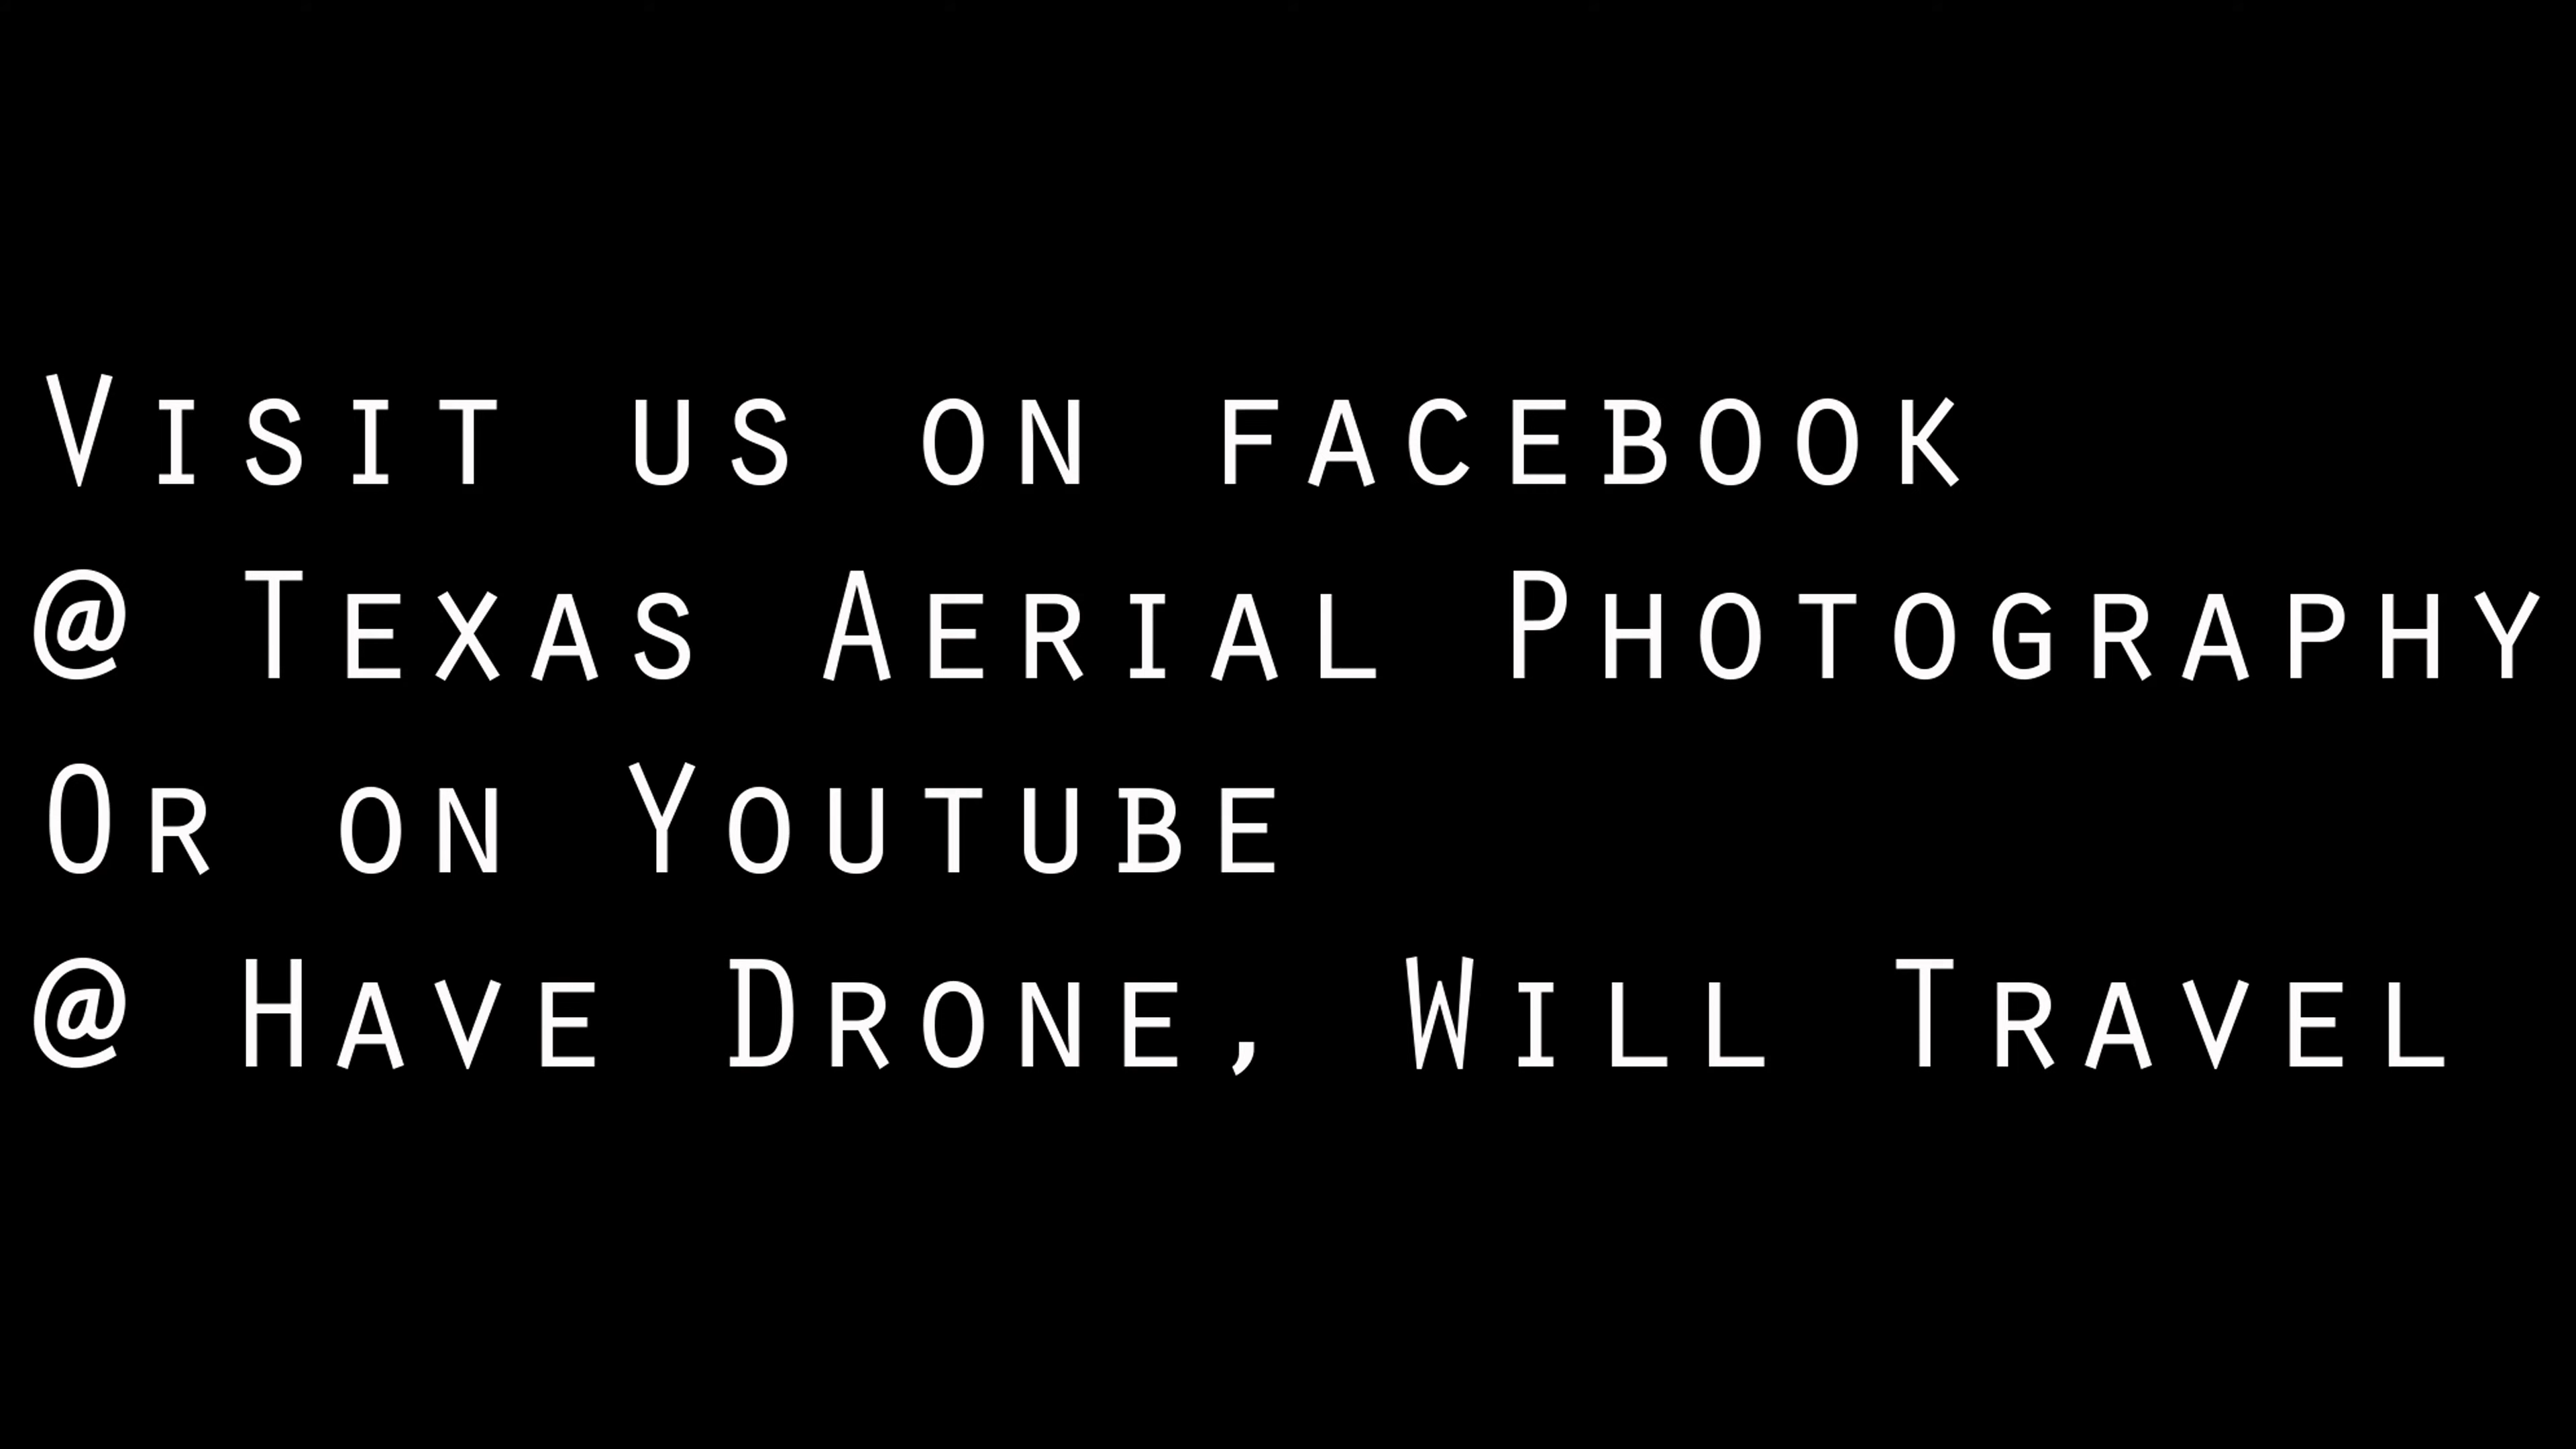 Visit us on facebook
@ Texas Aerial Photography
Or on Youtube
@ Have Drone, Will Travel